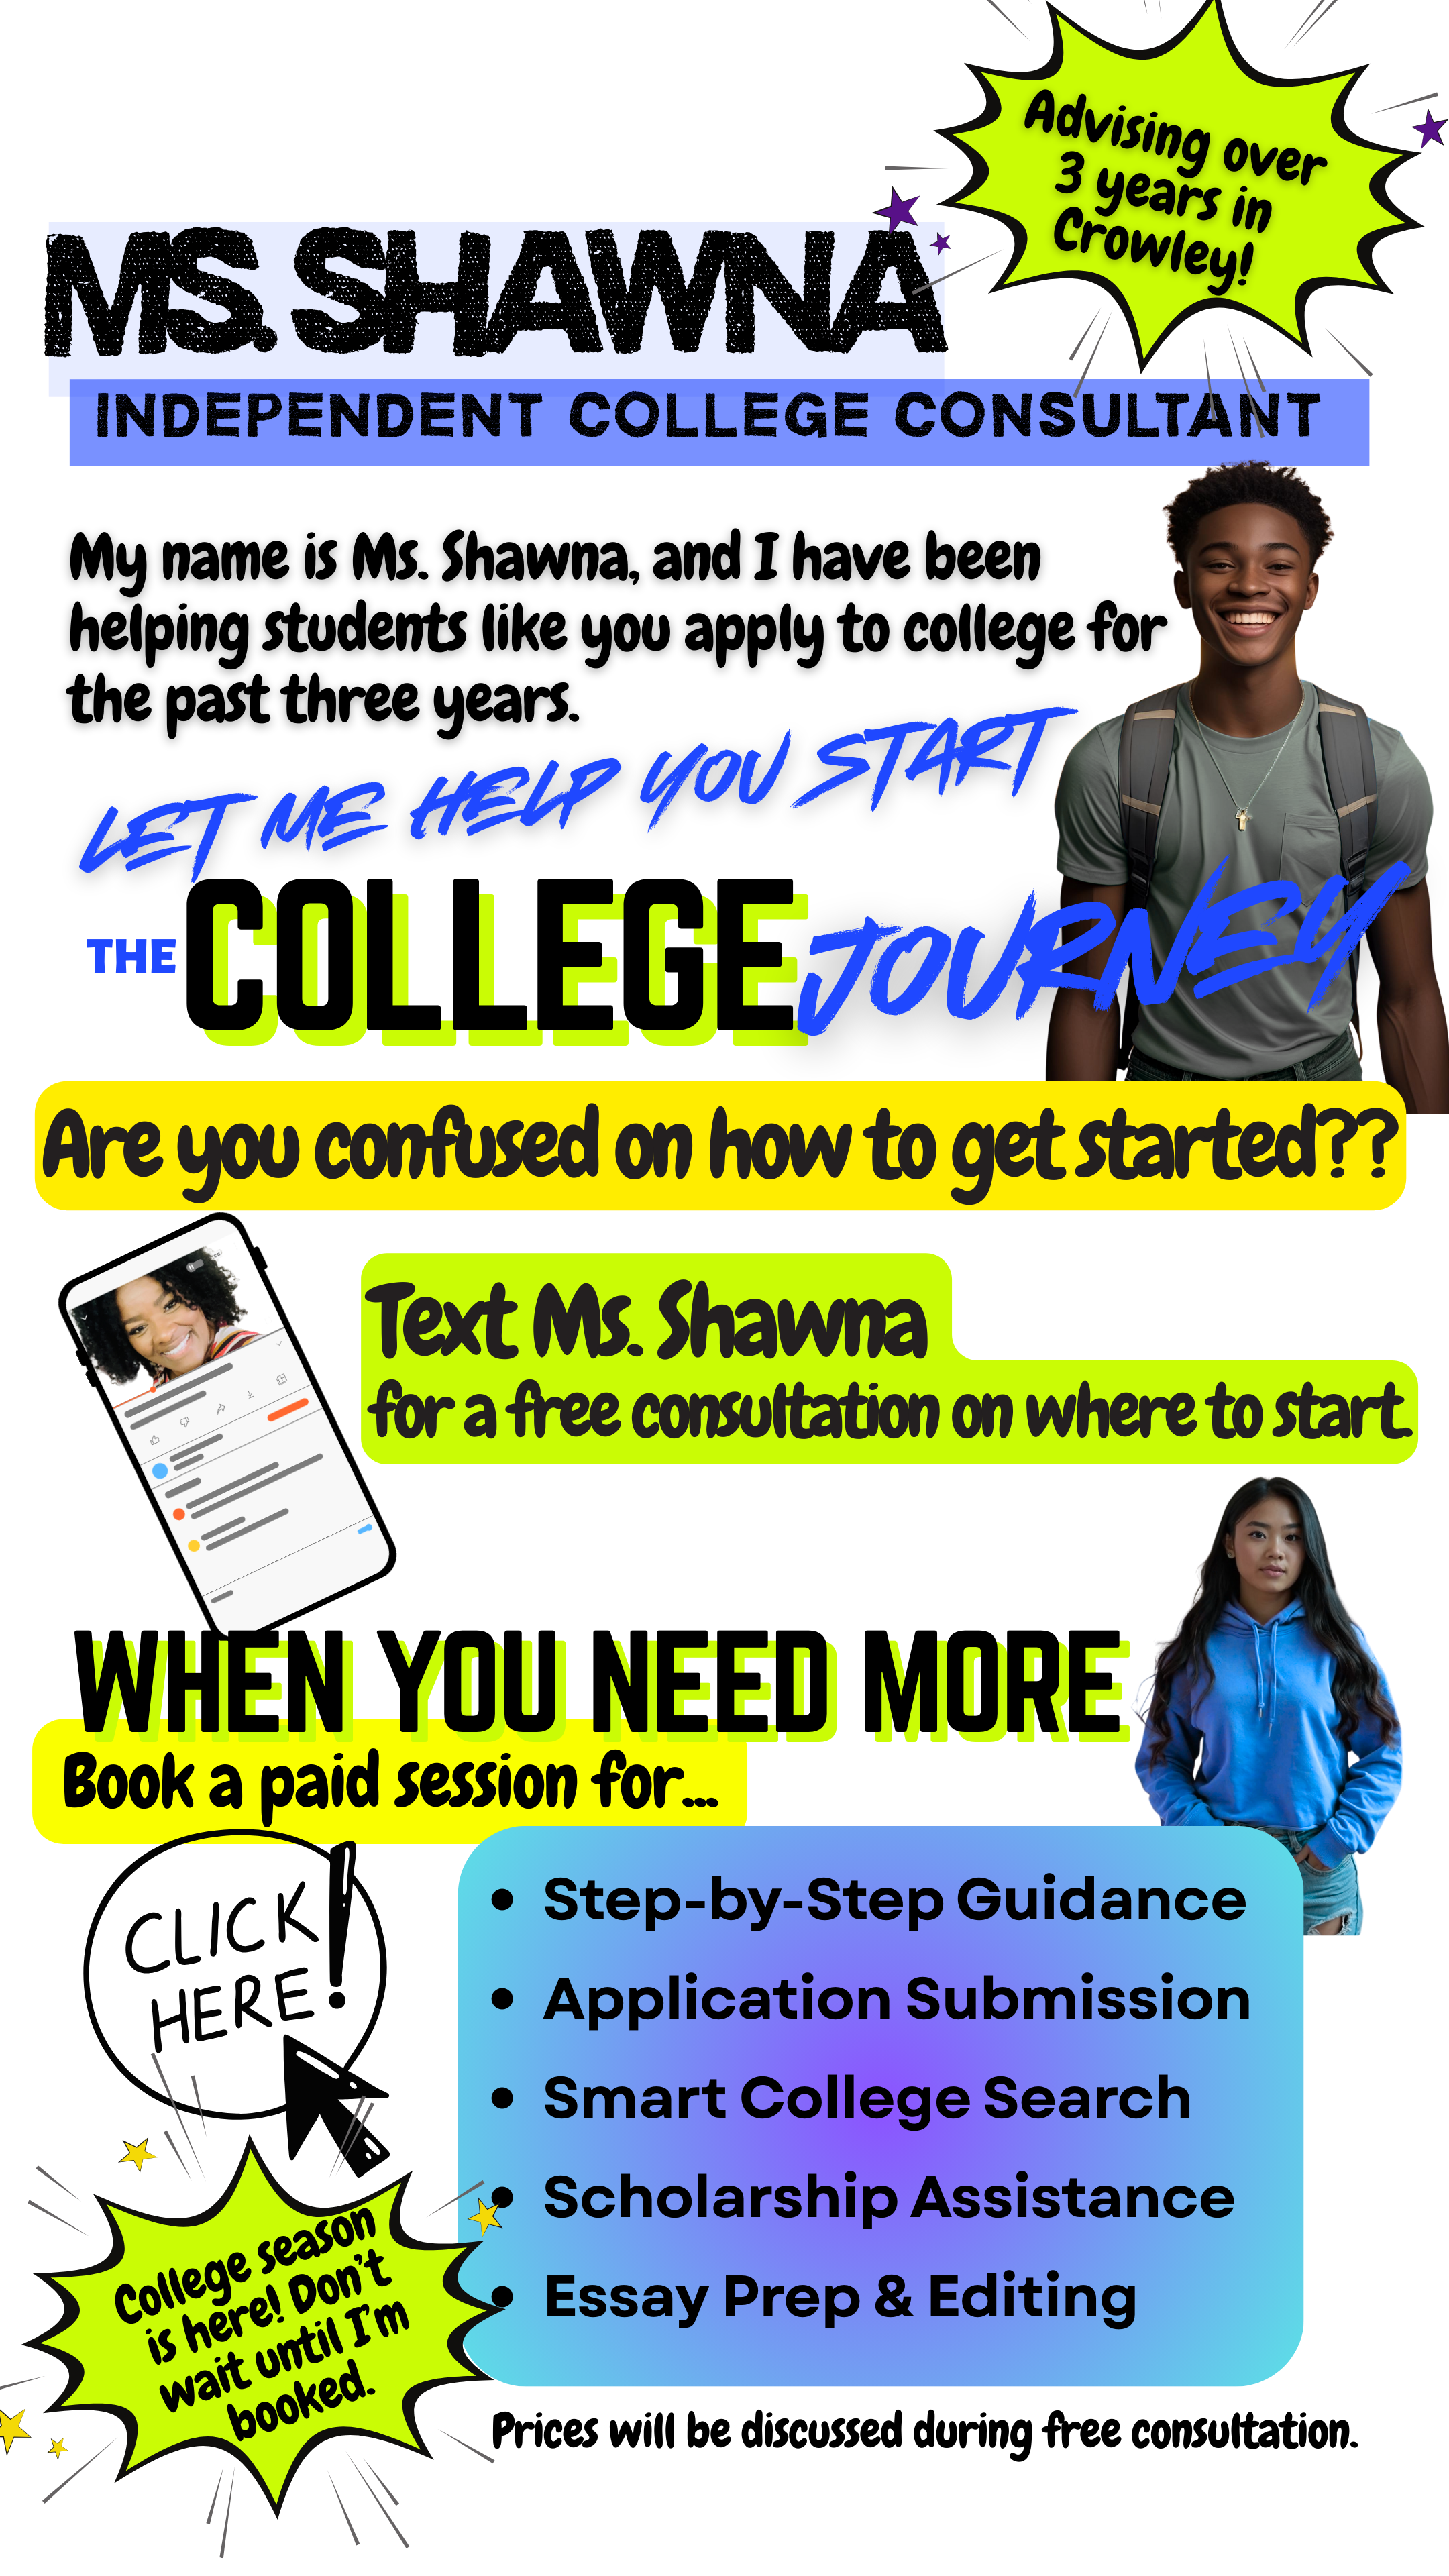 Advising over
3 years in
Crowley!
MS. SHAWNA
INDEPENDENT COLLEGE CONSULTANT
My name is Ms. Shawna, and I have been
helping students like you apply to college for
the past three years.
LET ME HELP YOU START
THE COLLEGE JOURNEY
Are you confused on how to get started??
Text Ms. Shawna
for a free consultation on where to start.
WHEN YOU NEED MORE
Book a paid session for...
CLICK
HERE!
• Step-by-Step Guidance
• Application Submission
• Smart College Search
• Scholarship Assistance
• Essay Prep & Editing
College season
is here! Don't
wait until I'm
booked.
Prices will be discussed during free consultation.